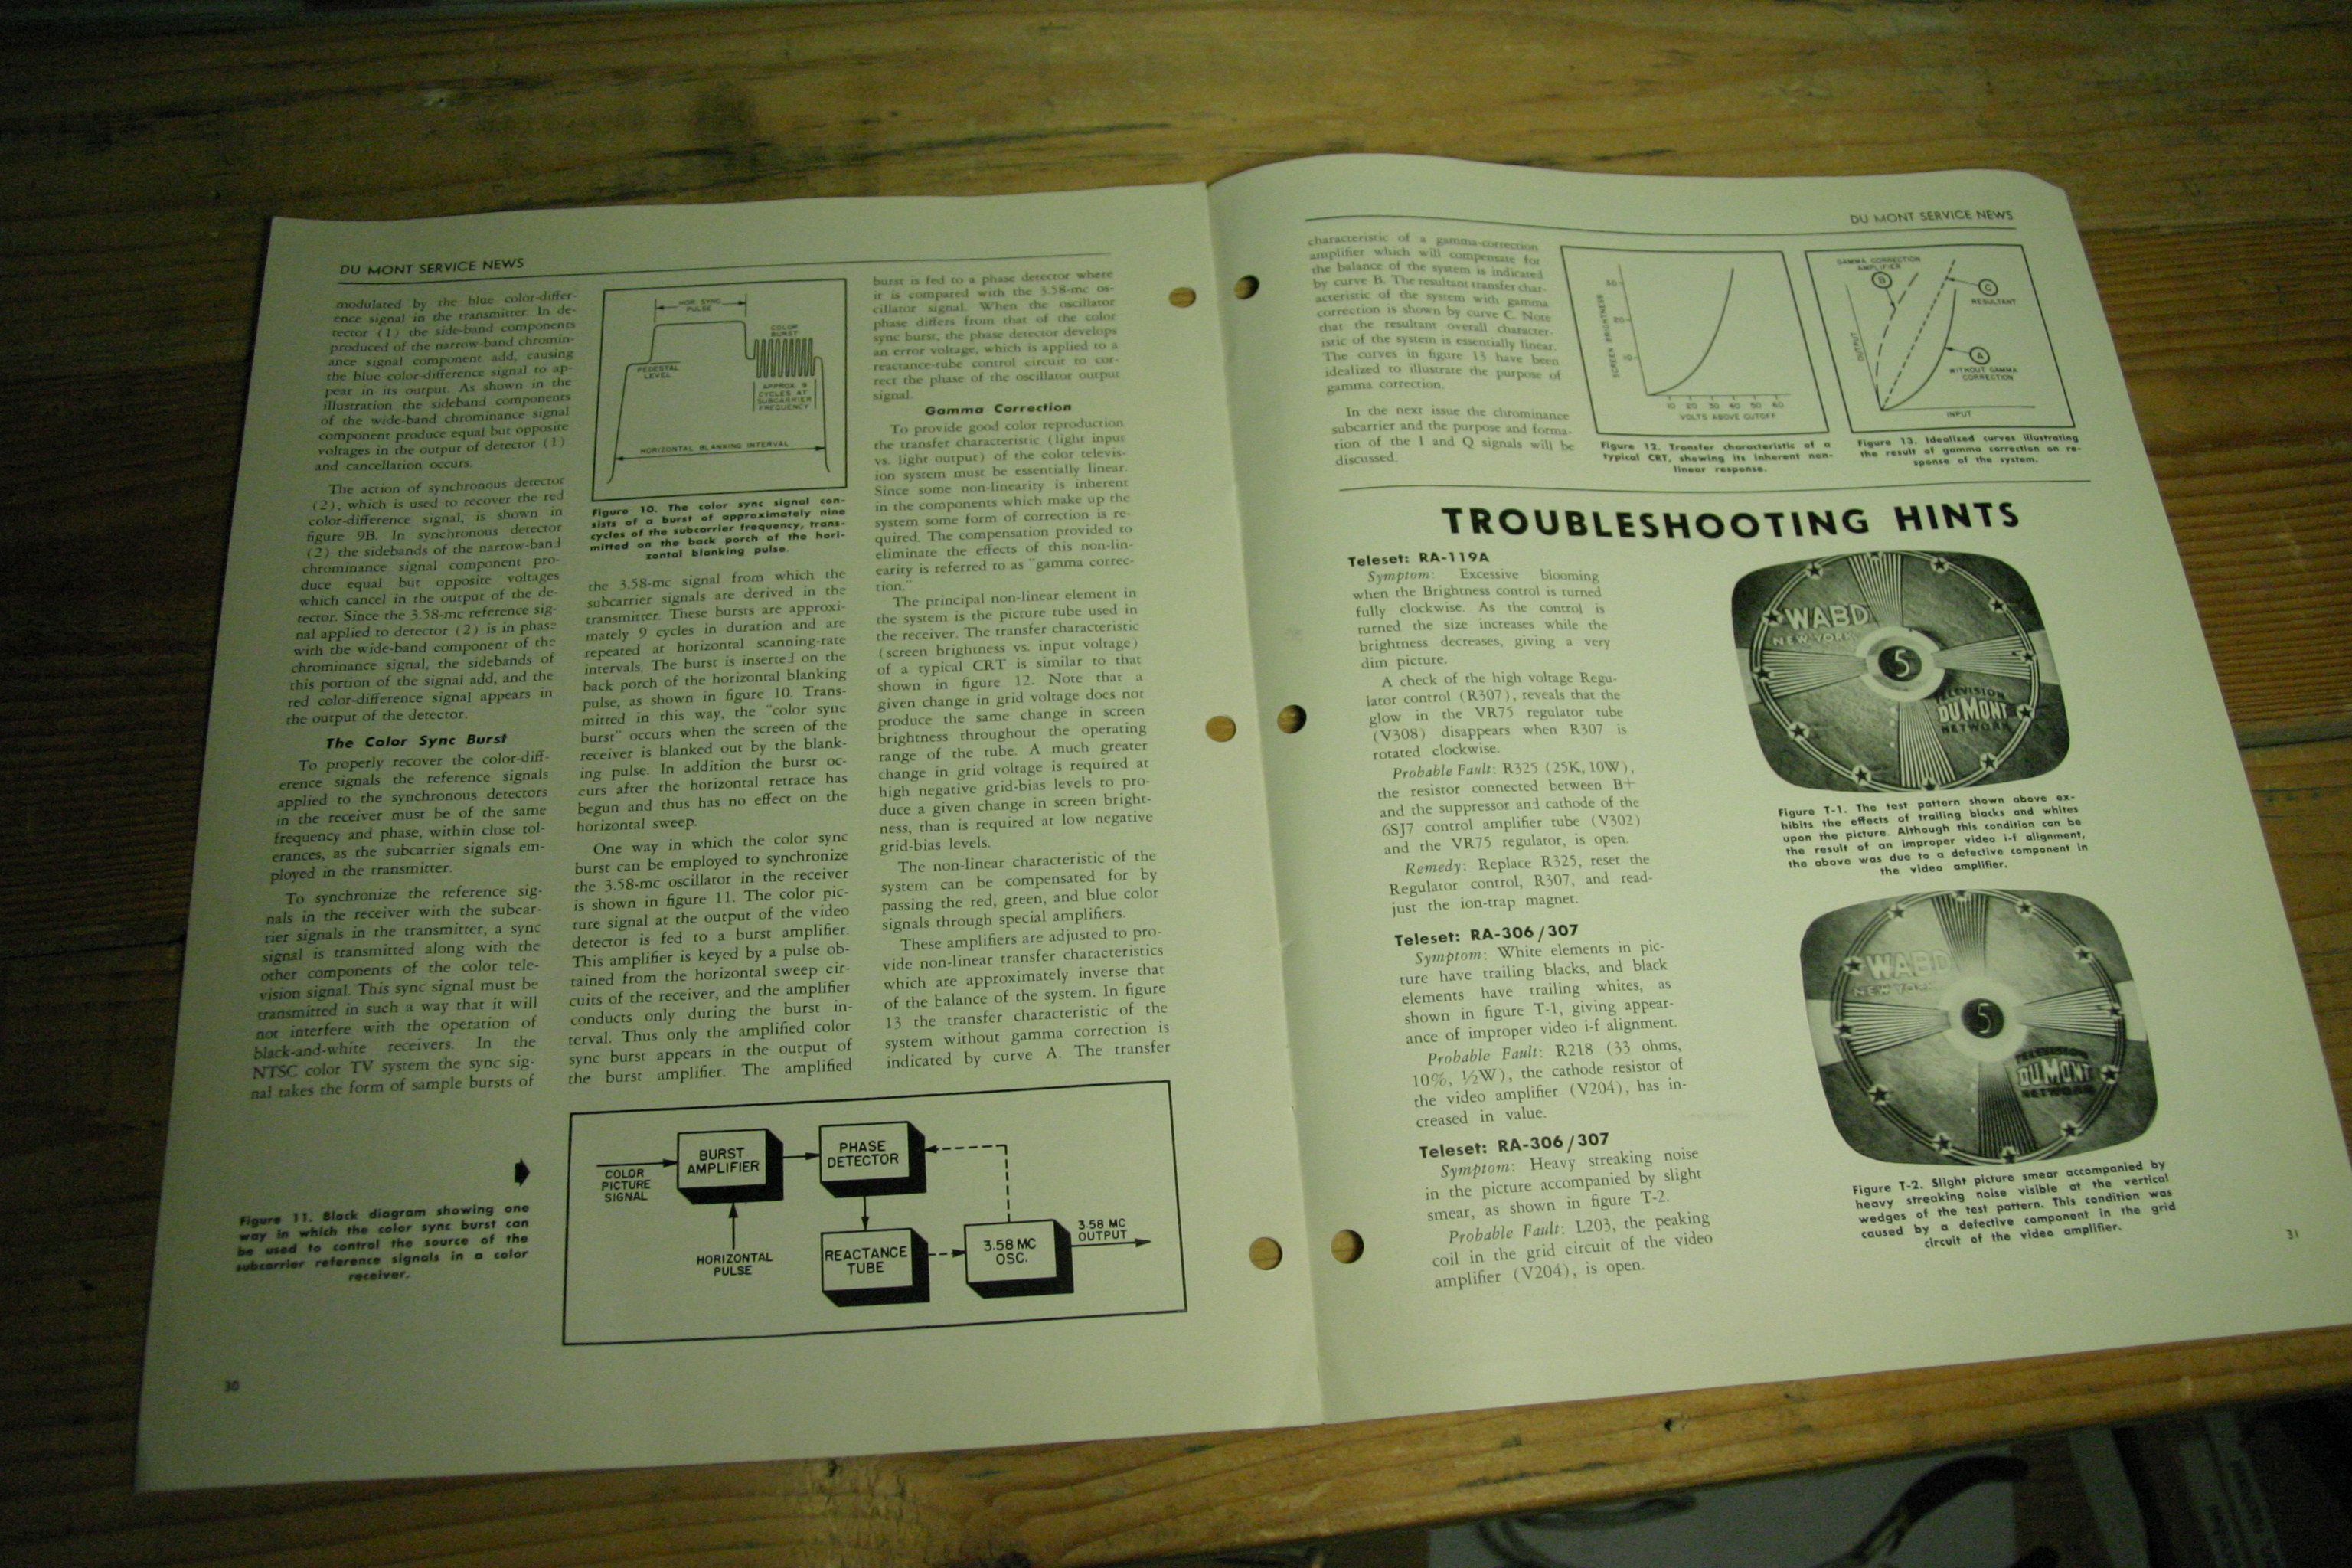 DU MONT SERVICE NEWS
modulated by the blue color-differ-
ence signal in the transmitter. In de-
tector (1) the side-band components
produced of the narrow-band chromin-
ance signal component add, causing
the blue color-difference signal to ap-
pear in its output. As shown in the
illustration the sideband components
of the wide-band chrominance signal
component produce equal but opposite
voltages in the output of detector (1)
and cancellation occurs.
The action of synchronous detector
(2), which is used to recover the red
color-difference signal, is shown in
figure 9B. In synchronous detector
(2) the sidebands of the narrow-band
chrominance signal component pro-
duce equal but opposite voltages
which cancel in the output of the de-
tector. Since the 3.58-mc reference sig-
nal applied to detector (2) is in phase
with the wide-band component of the
chrominance signal, the sidebands of
this portion of the signal add, and the
red color-difference signal appears in
the output of the detector.
The Color Sync Burst
To properly recover the color-diff-
erence signals the reference signals
applied to the synchronous detectors
in the receiver must be of the same
frequency and phase, within close tol-
erances, as the subcarrier signals em-
ployed in the transmitter.
To synchronize the reference sig-
nals in the receiver with the subcar-
rier signals in the transmitter, a sync
signal is transmitted along with the
other components of the color tele-
vision signal. This sync signal must be
transmitted in such a way that it will
not interfere with the operation of
black-and-white receivers. In the
NTSC color TV system the sync sig-
nal takes the form of sample bursts of
HOR SYNC
PULSE
COLOR
BURST
PEDESTAL
LEVEL
APPROX 9
CYCLES AT
SUBCARRIER
FREQUENCY
HORIZONTAL BLANKING INTERVAL
Figure 10. The color sync signal con-
sists of a burst of approximately nine
cycles of the subcarrier frequency, trans-
mitted on the back porch of the hori-
zontal blanking pulse.
the 3.58-mc signal from which the
subcarrier signals are derived in the
transmitter. These bursts are approxi-
mately 9 cycles in duration and are
repeated at horizontal scanning-rate
intervals. The burst is inserted on the
back porch of the horizontal blanking
pulse, as shown in figure 10. Trans-
mitted in this way, the "color sync
burst" occurs when the screen of the
receiver is blanked out by the blank-
ing pulse. In addition the burst oc-
curs after the horizontal retrace has
begun and thus has no effect on the
horizontal sweep.
One way in which the color sync
burst can be employed to synchronize
the 3.58-mc oscillator in the receiver
is shown in figure 11. The color pic-
ture signal at the output of the video
detector is fed to a burst amplifier.
This amplifier is keyed by a pulse ob-
tained from the horizontal sweep cir-
cuits of the receiver, and the amplifier
conducts only during the burst in-
terval. Thus only the amplified color
sync burst appears in the output of
the burst amplifier. The amplified
burst is fed to a phase detector where
it is compared with the 3.58-mc os-
cillator signal. When the oscillator
phase differs from that of the color
sync burst, the phase detector develops
an error voltage, which is applied to a
reactance-tube control circuit to cor-
rect the phase of the oscillator output
signal.
Gamma Correction
To provide good color reproduction
the transfer characteristic (light input
vs. light output) of the color televis-
ion system must be essentially linear.
Since some non-linearity is inherent
in the components which make up the
system some form of correction is re-
quired. The compensation provided to
eliminate the effects of this non-lin-
earity is referred to as "gamma correc-
tion."
The principal non-linear element in
the system is the picture tube used in
the receiver. The transfer characteristic
(screen brightness vs. input voltage)
of a typical CRT is similar to that
shown in figure 12. Note that a
given change in grid voltage does not
produce the same change in screen
brightness throughout the operating
range of the tube. A much greater
change in grid voltage is required at
high negative grid-bias levels to pro-
duce a given change in screen bright-
ness, than is required at low negative
grid-bias levels.
The non-linear characteristic of the
system can be compensated for by
passing the red, green, and blue color
signals through special amplifiers.
These amplifiers are adjusted to pro-
vide non-linear transfer characteristics
which are approximately inverse that
of the balance of the system. In figure
13 the transfer characteristic of the
system without gamma correction is
indicated by curve A. The transfer
Figure 11. Block diagram showing one
way in which the color sync burst can
be used to control the source of the
subcarrier reference signals in a color
receiver.
COLOR
PICTURE
SIGNAL
BURST
AMPLIFIER
PHASE
DETECTOR
HORIZONTAL
PULSE
REACTANCE
TUBE
3.58 MC
OSC.
3.58 MC
OUTPUT
30
DU MONT SERVICE NEWS
characteristic of a gamma-correction
amplifier which will compensate for
the balance of the system is indicated
by curve B. The resultant transfer char-
acteristic of the system with gamma
correction is shown by curve C. Note
that the resultant overall character-
istic of the system is essentially linear.
The curves in figure 13 have been
idealized to illustrate the purpose of
gamma correction.
In the next issue the chrominance
subcarrier and the purpose and forma-
tion of the I and Q signals will be
discussed.
SCREEN BRIGHTNESS
10 20 30 40 50 60
VOLTS ABOVE CUTOFF
Figure 12. Transfer characteristic of a
typical CRT, showing its inherent non-
linear response.
GAMMA CORRECTION
AMPLIFIER
B
C
RESULTANT
OUTPUT
A
WITHOUT GAMMA
CORRECTION
INPUT
Figure 13. Idealized curves illustrating
the result of gamma correction on re-
sponse of the system.
TROUBLESHOOTING HINTS
Teleset: RA-119A
Symptom: Excessive blooming
when the Brightness control is turned
fully clockwise. As the control is
turned the size increases while the
brightness decreases, giving a very
dim picture.
A check of the high voltage Regu-
lator control (R307), reveals that the
glow in the VR75 regulator tube
(V308) disappears when R307 is
rotated clockwise.
Probable Fault: R325 (25K, 10W),
the resistor connected between B+
and the suppressor and cathode of the
6SJ7 control amplifier tube (V302)
and the VR75 regulator, is open.
Remedy: Replace R325, reset the
Regulator control, R307, and read-
just the ion-trap magnet.
Teleset: RA-306/307
Symptom: White elements in pic-
ture have trailing blacks, and black
elements have trailing whites, as
shown in figure T-1, giving appear-
ance of improper video i-f alignment.
Probable Fault: R218 (33 ohms,
10%, ½W), the cathode resistor of
the video amplifier (V204), has in-
creased in value.
Teleset: RA-306/307
Symptom: Heavy streaking noise
in the picture accompanied by slight
smear, as shown in figure T-2.
Probable Fault: L203, the peaking
coil in the grid circuit of the video
amplifier (V204), is open.
WABD
NEW YORK
5
TELEVISION
DUMONT
NETWORK
Figure T-1. The test pattern shown above ex-
hibits the effects of trailing blacks and whites
upon the picture. Although this condition can be
the result of an improper video i-f alignment,
the above was due to a defective component in
the video amplifier.
WABD
NEW YORK
5
TELEVISION
DUMONT
NETWORK
Figure T-2. Slight picture smear accompanied by
heavy streaking noise visible at the vertical
wedges of the test pattern. This condition was
caused by a defective component in the grid
circuit of the video amplifier.
31